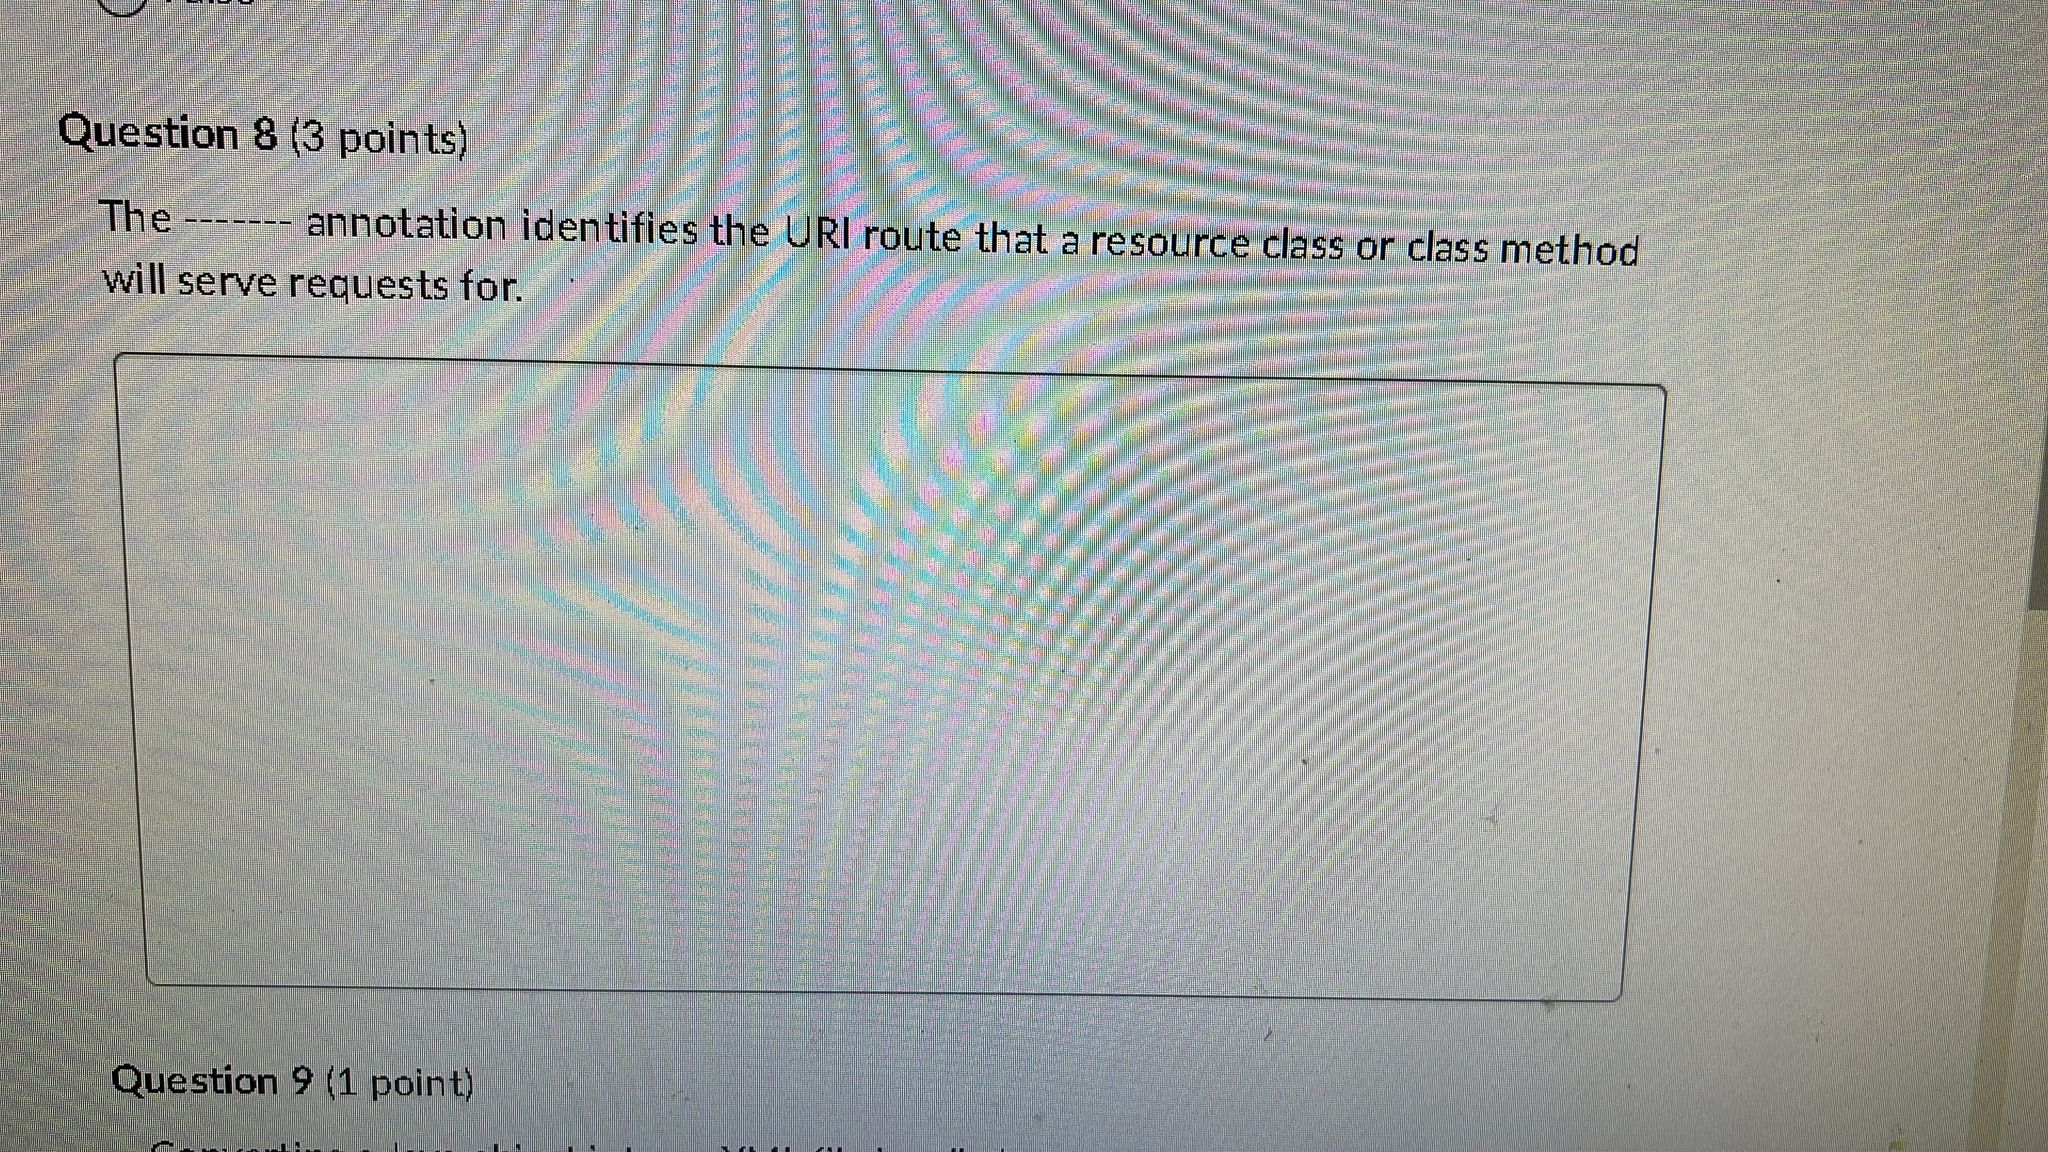 Question 8 (3 points)
The ------- annotation identifies the URI route that a resource class or class method
will serve requests for.
Question 9 (1 point)